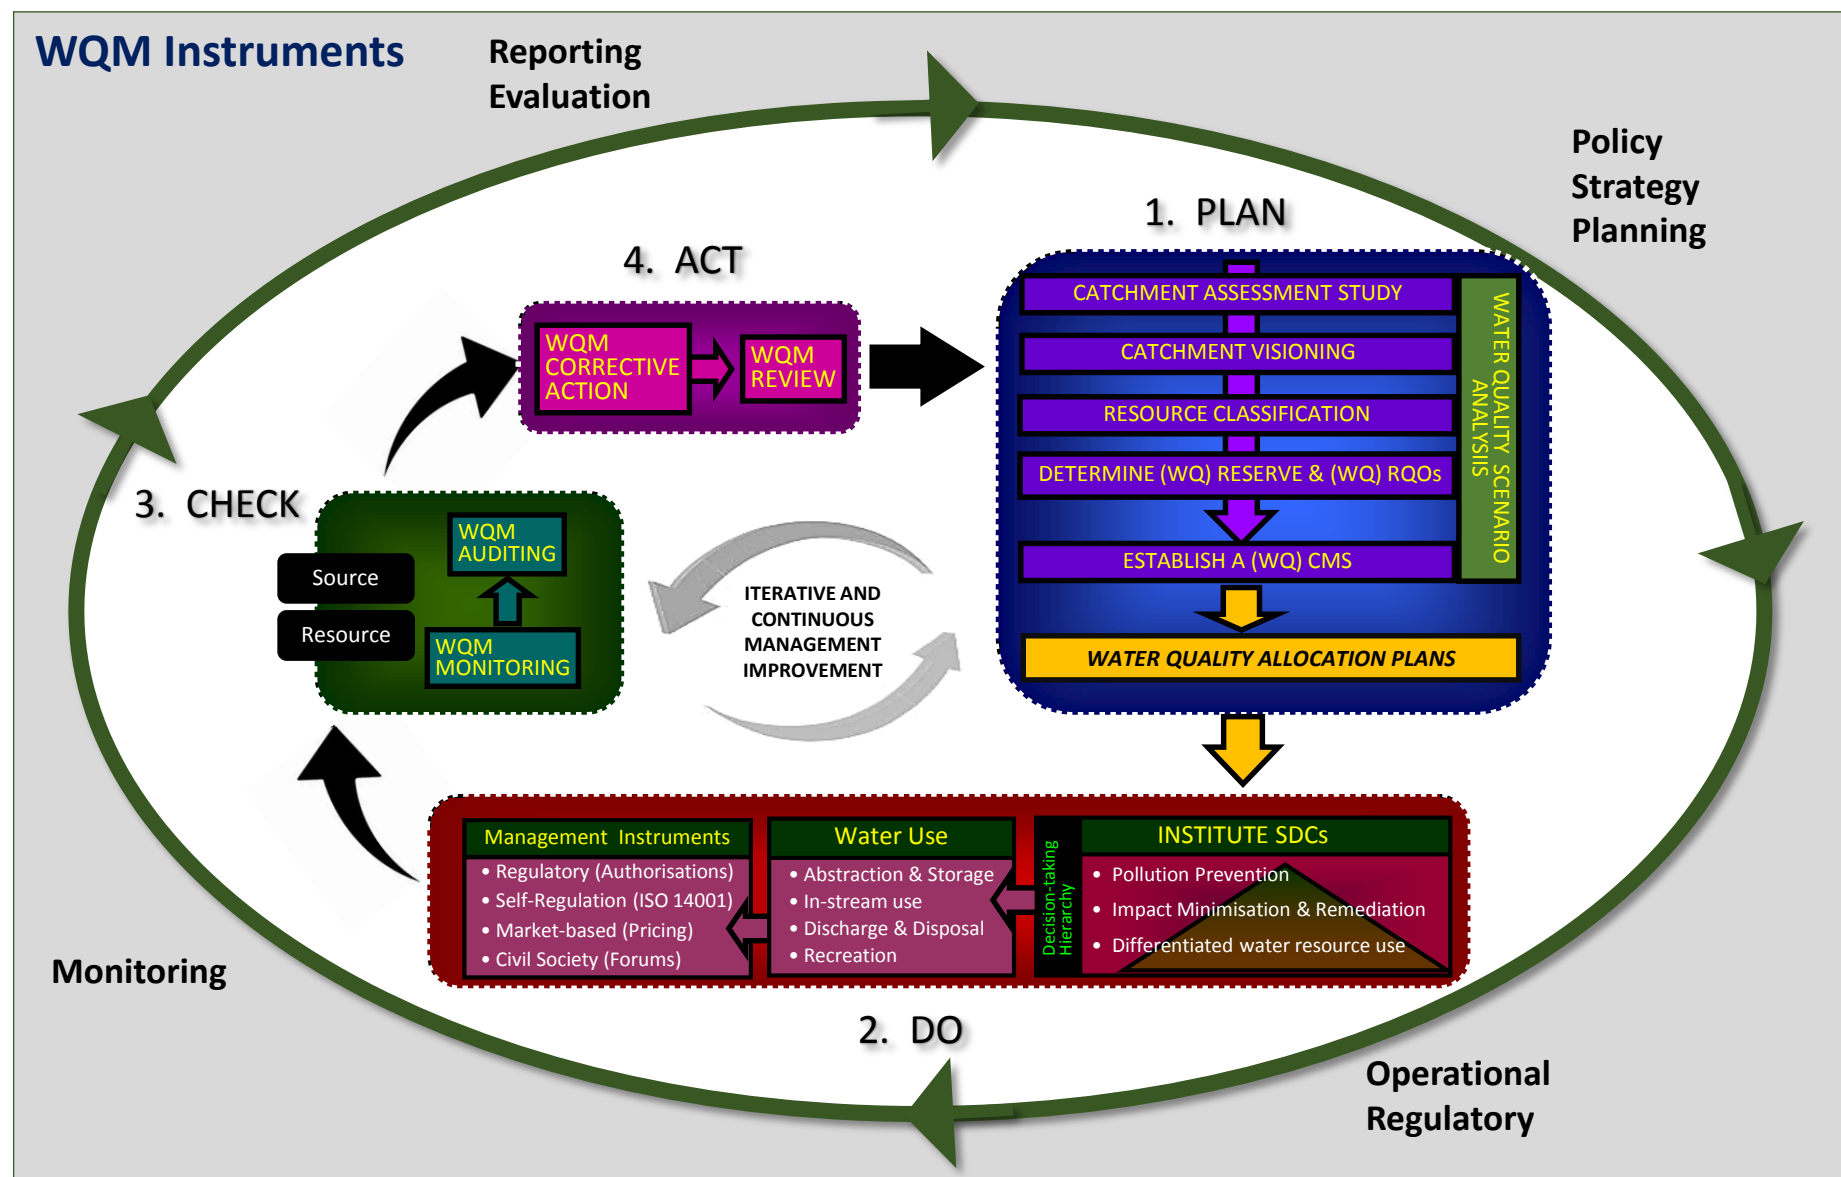 WQM Instruments
Reporting
Evaluation
Policy
Strategy
Planning
1. PLAN
CATCHMENT ASSESSMENT STUDY
CATCHMENT VISIONING
RESOURCE CLASSIFICATION
DETERMINE (WQ) RESERVE & (WQ) RQOs
ESTABLISH A (WQ) CMS
WATER QUALITY SCENARIO
ANALYSIIS
WATER QUALITY ALLOCATION PLANS
4. ACT
WQM
CORRECTIVE
ACTION
WQM
REVIEW
3. CHECK
WQM
AUDITING
Source
Resource
WQM
MONITORING
ITERATIVE AND
CONTINUOUS
MANAGEMENT
IMPROVEMENT
Management Instruments
• Regulatory (Authorisations)
• Self-Regulation (ISO 14001)
• Market-based (Pricing)
• Civil Society (Forums)
Water Use
• Abstraction & Storage
• In-stream use
• Discharge & Disposal
• Recreation
Decision-taking
Hierarchy
INSTITUTE SDCs
• Pollution Prevention
• Impact Minimisation & Remediation
• Differentiated water resource use
2. DO
Monitoring
Operational
Regulatory